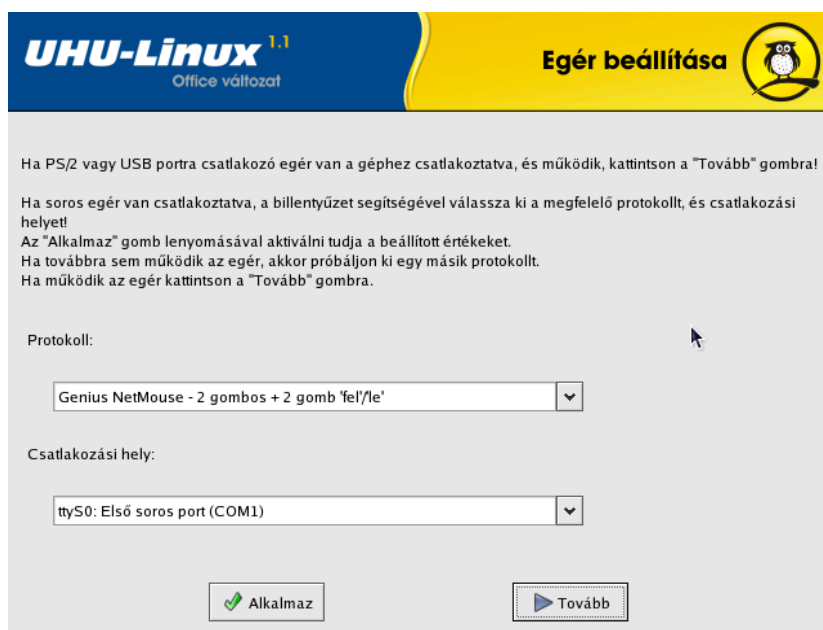 UHU-Linux 1.1
Office változat
Egér beállítása
Ha PS/2 vagy USB portra csatlakozó egér van a géphez csatlakoztatva, és működik, kattintson a "Tovább" gombra!
Ha soros egér van csatlakoztatva, a billentyűzet segítségével válassza ki a megfelelő protokollt, és csatlakozási
helyet!
Az "Alkalmaz" gomb lenyomásával aktiválni tudja a beállított értékeket.
Ha továbbra sem működik az egér, akkor próbáljon ki egy másik protokollt.
Ha működik az egér kattintson a "Tovább" gombra.
Protokoll:
Genius NetMouse - 2 gombos + 2 gomb 'fel'/'le'
Csatlakozási hely:
ttyS0: Első soros port (COM1)
Alkalmaz
Tovább